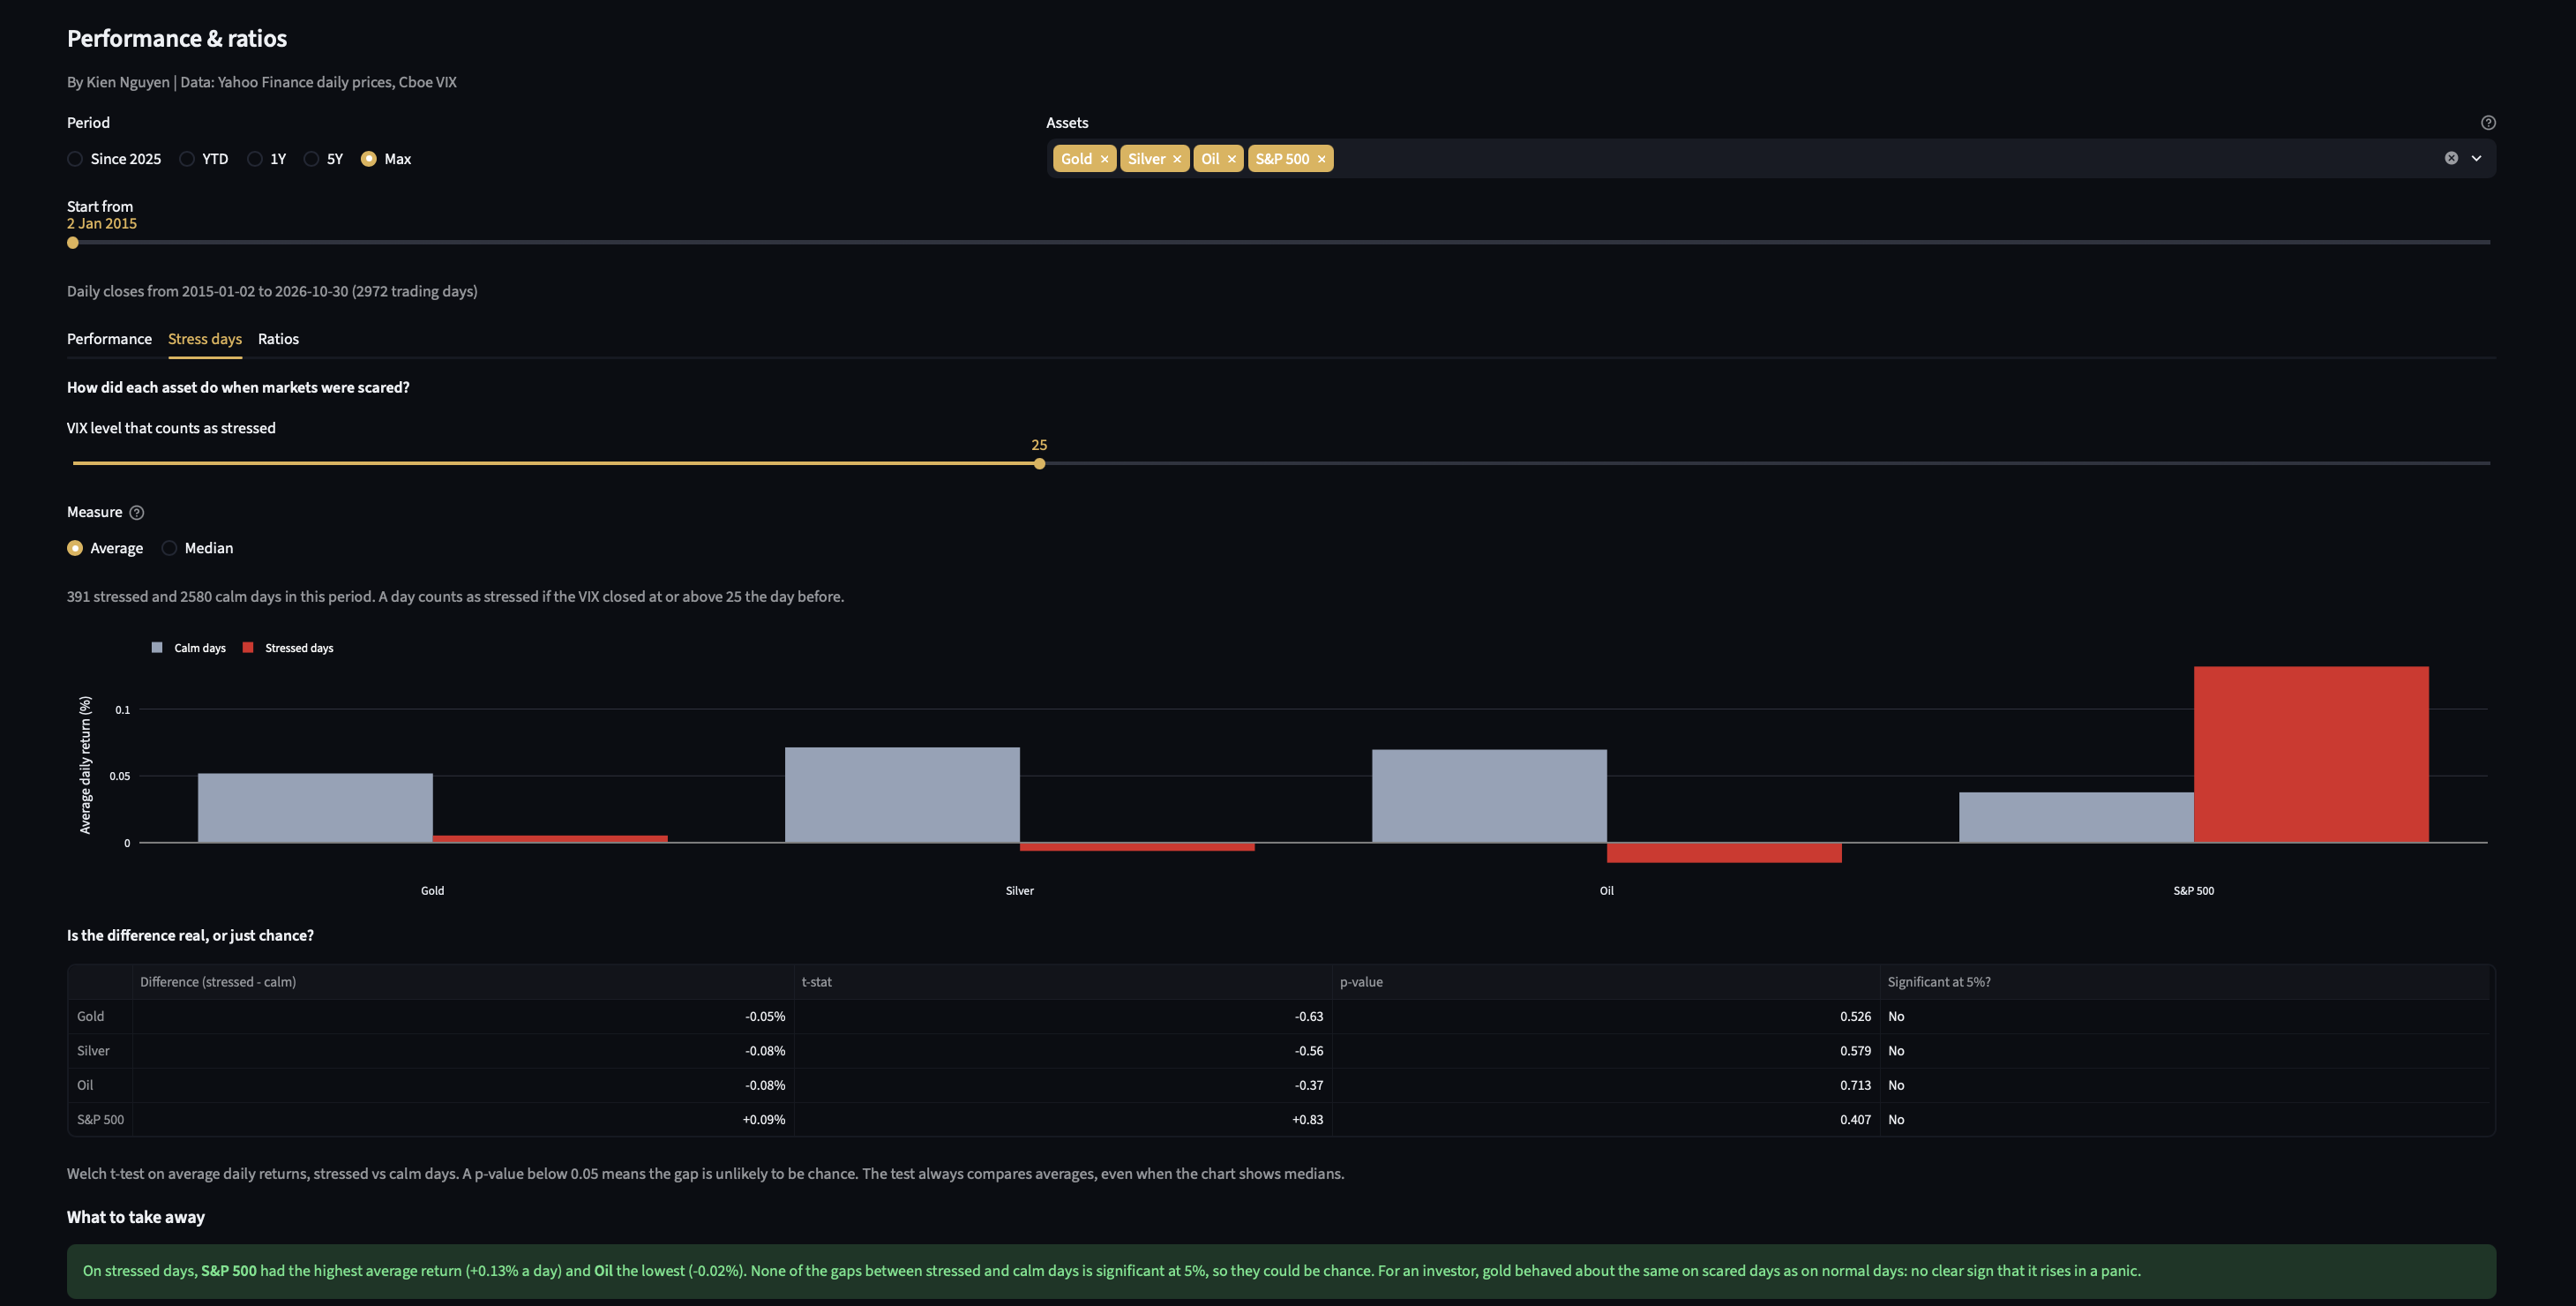 Performance & ratios
By Kien Nguyen | Data: Yahoo Finance daily prices, Cboe VIX
Period
Since 2025 YTD 1Y 5Y Max
Assets
Gold × Silver × Oil × S&P 500 ×
Start from
2 Jan 2015
Daily closes from 2015-01-02 to 2026-10-30 (2972 trading days)
Performance Stress days Ratios
How did each asset do when markets were scared?
VIX level that counts as stressed
25
Measure
Average Median
391 stressed and 2580 calm days in this period. A day counts as stressed if the VIX closed at or above 25 the day before.
Calm days Stressed days
Average daily return (%)
0.1
0.05
0
Gold Silver Oil S&P 500
Is the difference real, or just chance?
Difference (stressed - calm) t-stat p-value Significant at 5%?
Gold -0.05% -0.63 0.526 No
Silver -0.08% -0.56 0.579 No
Oil -0.08% -0.37 0.713 No
S&P 500 +0.09% +0.83 0.407 No
Welch t-test on average daily returns, stressed vs calm days. A p-value below 0.05 means the gap is unlikely to be chance. The test always compares averages, even when the chart shows medians.
What to take away
On stressed days, S&P 500 had the highest average return (+0.13% a day) and Oil the lowest (-0.02%). None of the gaps between stressed and calm days is significant at 5%, so they could be chance. For an investor, gold behaved about the same on scared days as on normal days: no clear sign that it rises in a panic.